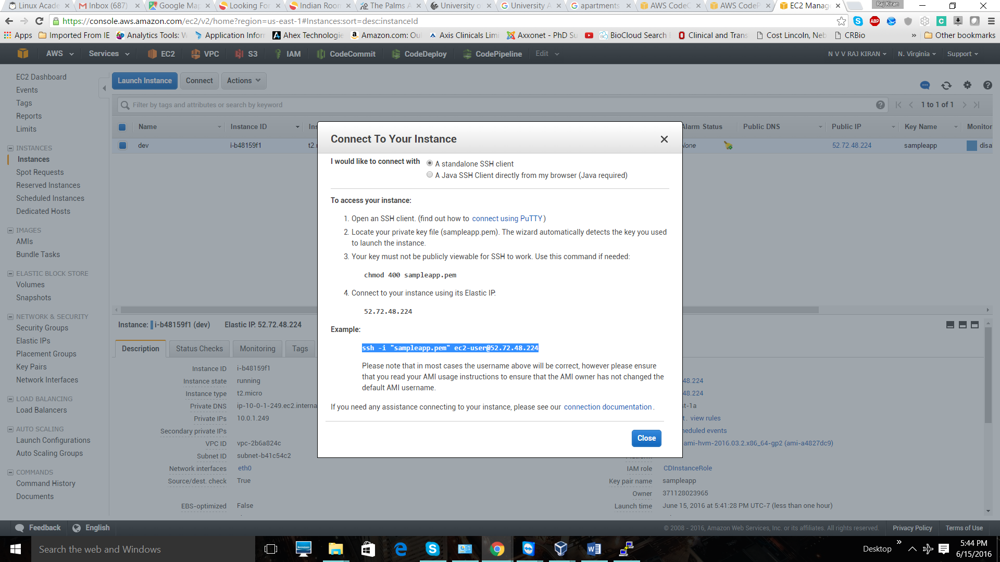 Linux Acade
Inbox (687)
Google Map
Looking For
Indian Room
The Palms A
University o
University A
apartments
AWS CodeC
AWS CodeP
EC2 Manag
Raj Kiran
https://console.aws.amazon.com/ec2/v2/home?region=us-east-1#Instances:sort=desc:instanceId
Apps
Imported From IE
Analytics Tools: W
Application Infor
Ahex Technologie
Amazon.com: Ou
Axis Clinicals Limi
Axxonet - PhD Su
BioCloud Search
Clinical and Trans
Cost Lincoln, Neb
CRBio
»
Other bookmarks
AWS
Services
EC2
VPC
S3
IAM
CodeCommit
CodeDeploy
CodePipeline
Edit
N V V RAJ KIRAN
N. Virginia
Support
EC2 Dashboard
Events
Tags
Reports
Limits
INSTANCES
Instances
Spot Requests
Reserved Instances
Scheduled Instances
Dedicated Hosts
IMAGES
AMIs
Bundle Tasks
ELASTIC BLOCK STORE
Volumes
Snapshots
NETWORK & SECURITY
Security Groups
Elastic IPs
Placement Groups
Key Pairs
Network Interfaces
LOAD BALANCING
Load Balancers
AUTO SCALING
Launch Configurations
Auto Scaling Groups
COMMANDS
Command History
Documents
Launch Instance
Connect
Actions
Filter by tags and attributes or search by keyword
1 to 1 of 1
Name
Instance ID
Ins
Alarm Status
Public DNS
Public IP
Key Name
Monitor
dev
i-b48159f1
t2.
None
52.72.48.224
sampleapp
disa
Connect To Your Instance
I would like to connect with
A standalone SSH client
A Java SSH Client directly from my browser (Java required)
To access your instance:
1. Open an SSH client. (find out how to connect using PuTTY)
2. Locate your private key file (sampleapp.pem). The wizard automatically detects the key you used
to launch the instance.
3. Your key must not be publicly viewable for SSH to work. Use this command if needed:
chmod 400 sampleapp.pem
4. Connect to your instance using its Elastic IP:
52.72.48.224
Example:
ssh -i "sampleapp.pem" ec2-user@52.72.48.224
Please note that in most cases the username above will be correct, however please ensure
that you read your AMI usage instructions to ensure that the AMI owner has not changed the
default AMI username.
If you need any assistance connecting to your instance, please see our connection documentation.
Close
Instance: i-b48159f1 (dev)
Elastic IP: 52.72.48.224
Description
Status Checks
Monitoring
Tags
Instance ID i-b48159f1
Instance state running
Instance type t2.micro
Private DNS ip-10-0-1-249.ec2.interna
Private IPs 10.0.1.249
Secondary private IPs
VPC ID vpc-2b6a824c
Subnet ID subnet-b41c54c2
Network interfaces eth0
Source/dest. check True
EBS-optimized False
48.224
48.224
t-1a
t. view rules
eduled events
ami-hvm-2016.03.2.x86_64-gp2 (ami-a4827dc9)
Platform
IAM role CDInstanceRole
Key pair name sampleapp
Owner 371128023965
Launch time June 15, 2016 at 5:41:28 PM UTC-7 (less than one hour)
Feedback
English
© 2008 - 2016, Amazon Web Services, Inc. or its affiliates. All rights reserved.
Privacy Policy
Terms of Use
Search the web and Windows
Desktop
»
5:44 PM
6/15/2016